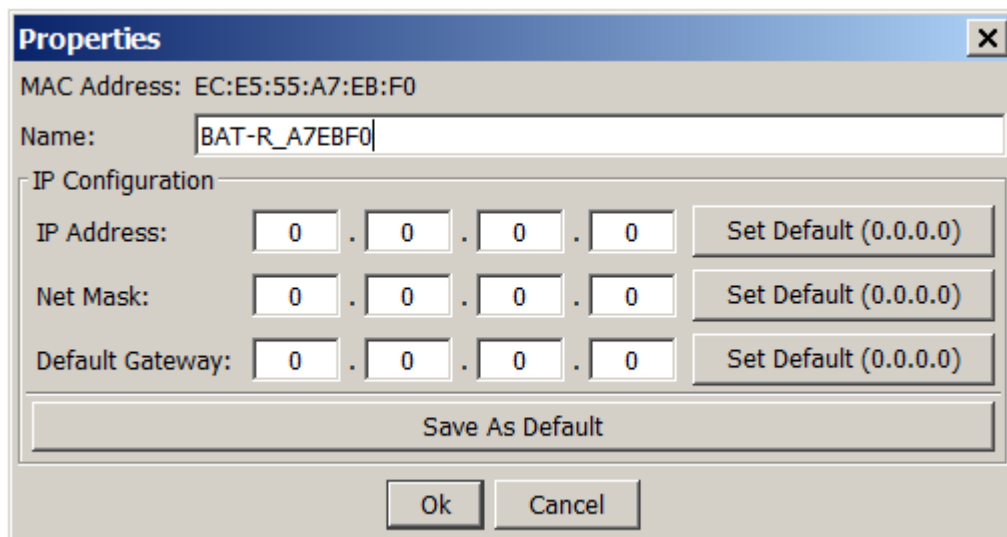 Properties
MAC Address: EC:E5:55:A7:EB:F0
Name: BAT-R_A7EBF0
IP Configuration
IP Address: 0 . 0 . 0 . 0 Set Default (0.0.0.0)
Net Mask: 0 . 0 . 0 . 0 Set Default (0.0.0.0)
Default Gateway: 0 . 0 . 0 . 0 Set Default (0.0.0.0)
Save As Default
Ok Cancel